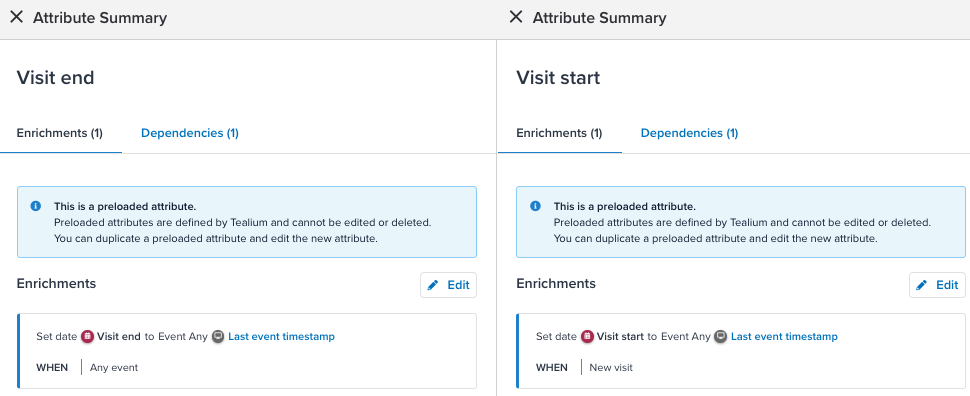 Attribute Summary
Visit end
Enrichments (1)
Dependencies (1)
This is a preloaded attribute.
Preloaded attributes are defined by Tealium and cannot be edited or deleted.
You can duplicate a preloaded attribute and edit the new attribute.
Enrichments
Edit
Set date Visit end to Event Any Last event timestamp
WHEN Any event
Attribute Summary
Visit start
Enrichments (1)
Dependencies (1)
This is a preloaded attribute.
Preloaded attributes are defined by Tealium and cannot be edited or deleted.
You can duplicate a preloaded attribute and edit the new attribute.
Enrichments
Edit
Set date Visit start to Event Any Last event timestamp
WHEN New visit